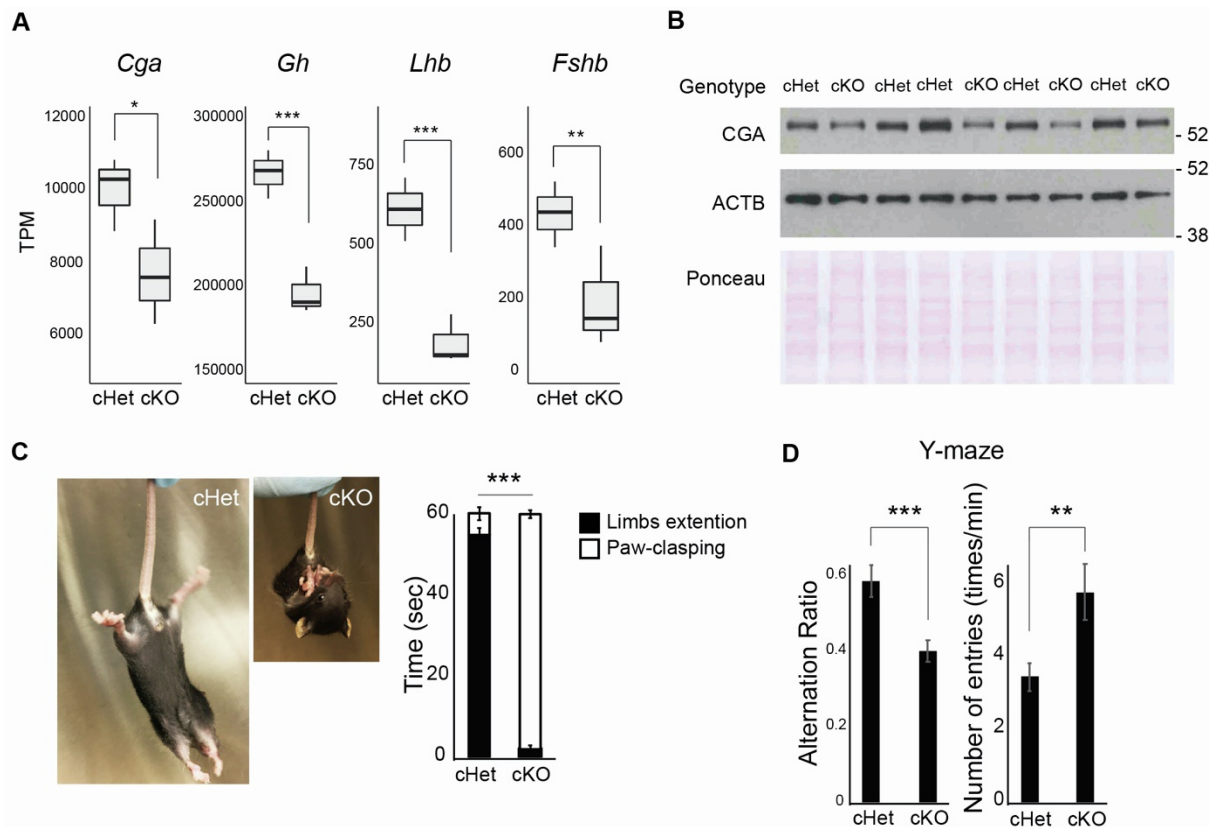 A
Cga Gh Lhb Fshb
TPM
12000
10000
8000
6000
*
cHet cKO
300000
250000
200000
150000
***
cHet cKO
750
500
250
***
cHet cKO
600
400
200
0
**
cHet cKO
B
Genotype cHet cKO cHet cHet cKO cHet cKO cHet cKO
CGA - 52
- 52
ACTB
- 38
Ponceau
C
cHet cKO
***
Time (sec)
60
40
20
0
cHet cKO
Limbs extention
Paw-clasping
D
Y-maze
***
Alternation Ratio
0.6
0.4
0.2
0
cHet cKO
**
Number of entries (times/min)
6
4
2
0
cHet cKO